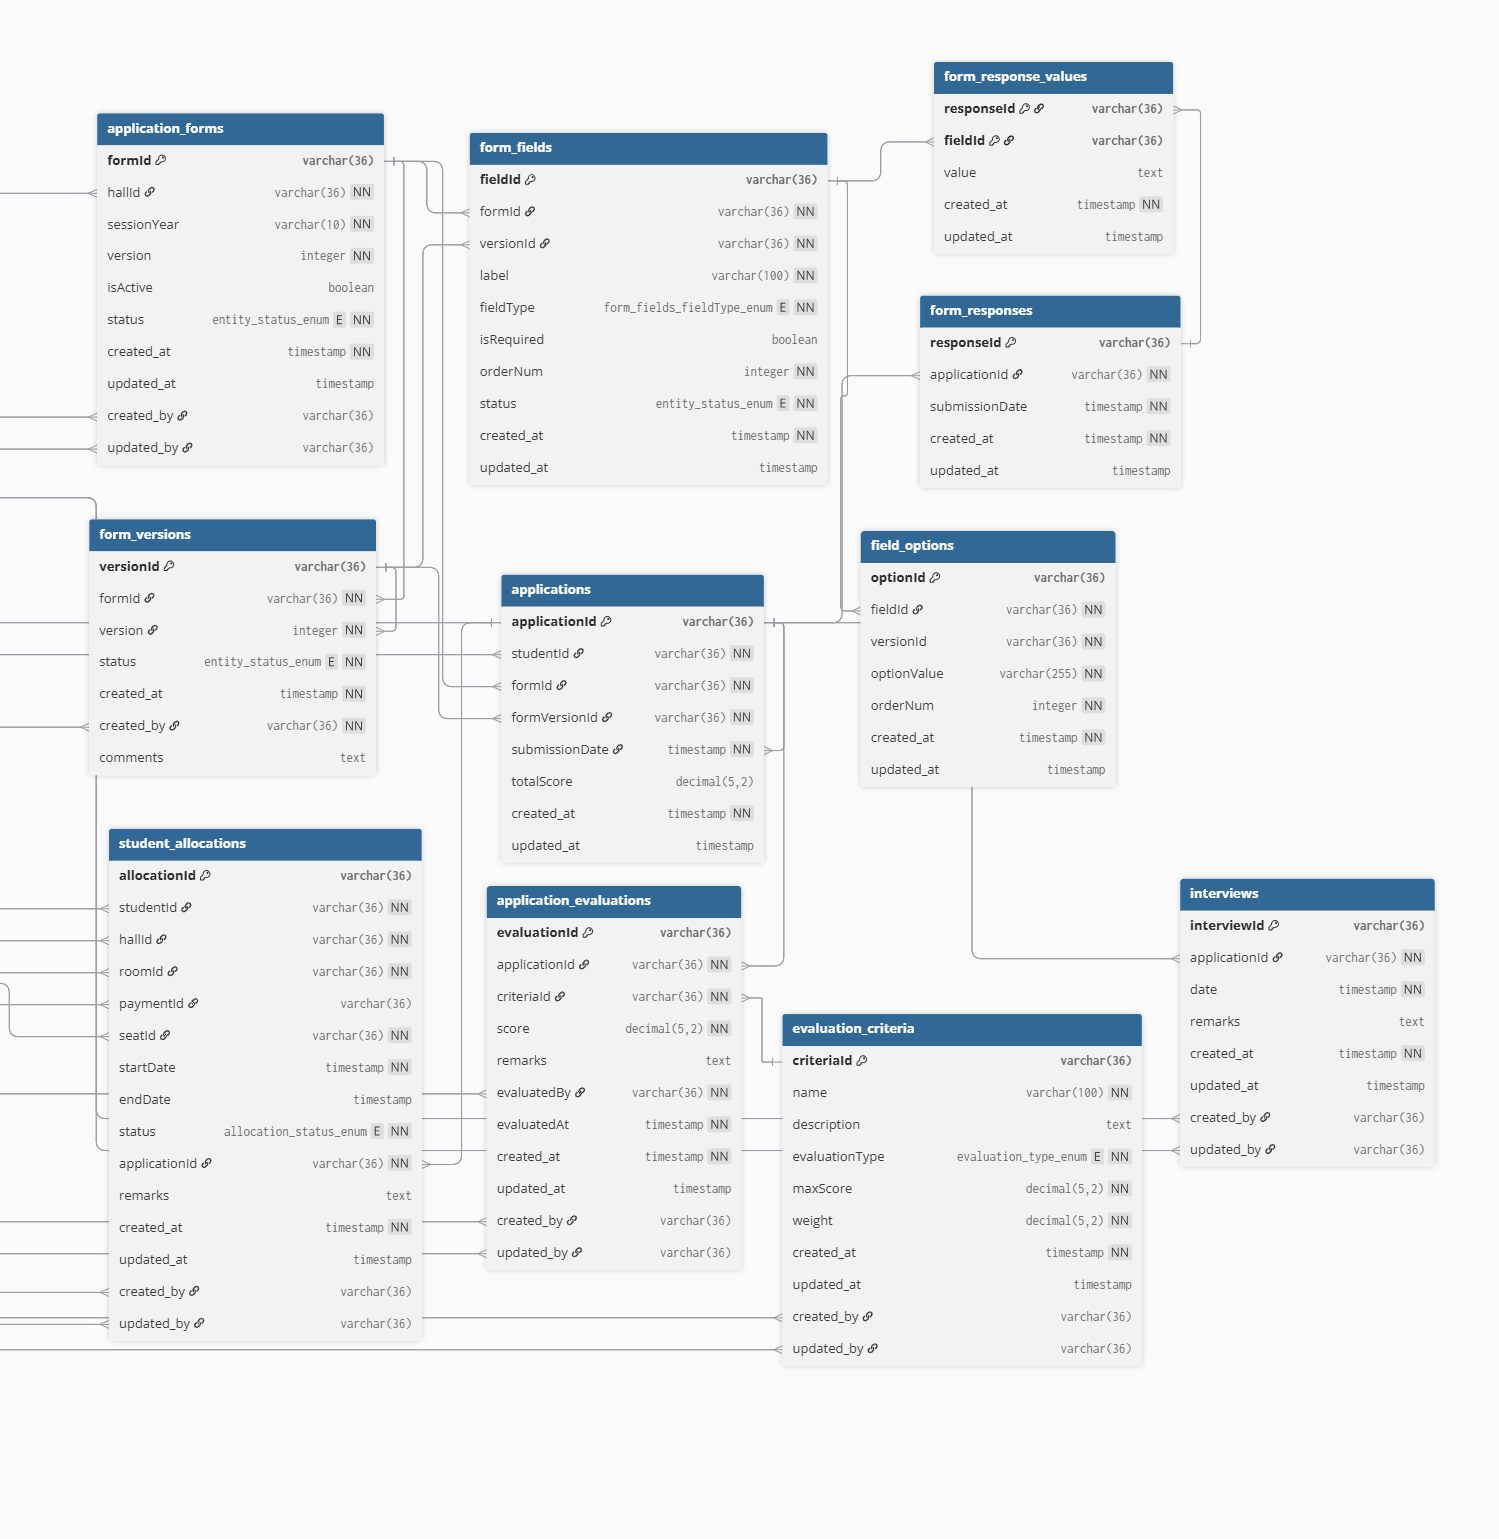 application_forms
formId varchar(36)
hallId varchar(36) NN
sessionYear varchar(10) NN
version integer NN
isActive boolean
status entity_status_enum E NN
created_at timestamp NN
updated_at timestamp
created_by varchar(36)
updated_by varchar(36)
form_fields
fieldId varchar(36)
formId varchar(36) NN
versionId varchar(36) NN
label varchar(100) NN
fieldType form_fields_fieldType_enum E NN
isRequired boolean
orderNum integer NN
status entity_status_enum E NN
created_at timestamp NN
updated_at timestamp
form_response_values
responseId varchar(36)
fieldId varchar(36)
value text
created_at timestamp NN
updated_at timestamp
form_responses
responseId varchar(36)
applicationId varchar(36) NN
submissionDate timestamp NN
created_at timestamp NN
updated_at timestamp
form_versions
versionId varchar(36)
formId varchar(36) NN
version integer NN
status entity_status_enum E NN
created_at timestamp NN
created_by varchar(36) NN
comments text
applications
applicationId varchar(36)
studentId varchar(36) NN
formId varchar(36) NN
formVersionId varchar(36) NN
submissionDate timestamp NN
totalScore decimal(5,2)
created_at timestamp NN
updated_at timestamp
field_options
optionId varchar(36)
fieldId varchar(36) NN
versionId varchar(36) NN
optionValue varchar(255) NN
orderNum integer NN
created_at timestamp NN
updated_at timestamp
student_allocations
allocationId varchar(36)
studentId varchar(36) NN
hallId varchar(36) NN
roomId varchar(36) NN
paymentId varchar(36)
seatId varchar(36) NN
startDate timestamp NN
endDate timestamp
status allocation_status_enum E NN
applicationId varchar(36) NN
remarks text
created_at timestamp NN
updated_at timestamp
created_by varchar(36)
updated_by varchar(36)
application_evaluations
evaluationId varchar(36)
applicationId varchar(36) NN
criteriaId varchar(36) NN
score decimal(5,2) NN
remarks text
evaluatedBy varchar(36) NN
evaluatedAt timestamp NN
created_at timestamp NN
updated_at timestamp
created_by varchar(36)
updated_by varchar(36)
evaluation_criteria
criteriaId varchar(36)
name varchar(100) NN
description text
evaluationType evaluation_type_enum E NN
maxScore decimal(5,2) NN
weight decimal(5,2) NN
created_at timestamp NN
updated_at timestamp
created_by varchar(36)
updated_by varchar(36)
interviews
interviewId varchar(36)
applicationId varchar(36) NN
date timestamp NN
remarks text
created_at timestamp NN
updated_at timestamp
created_by varchar(36)
updated_by varchar(36)